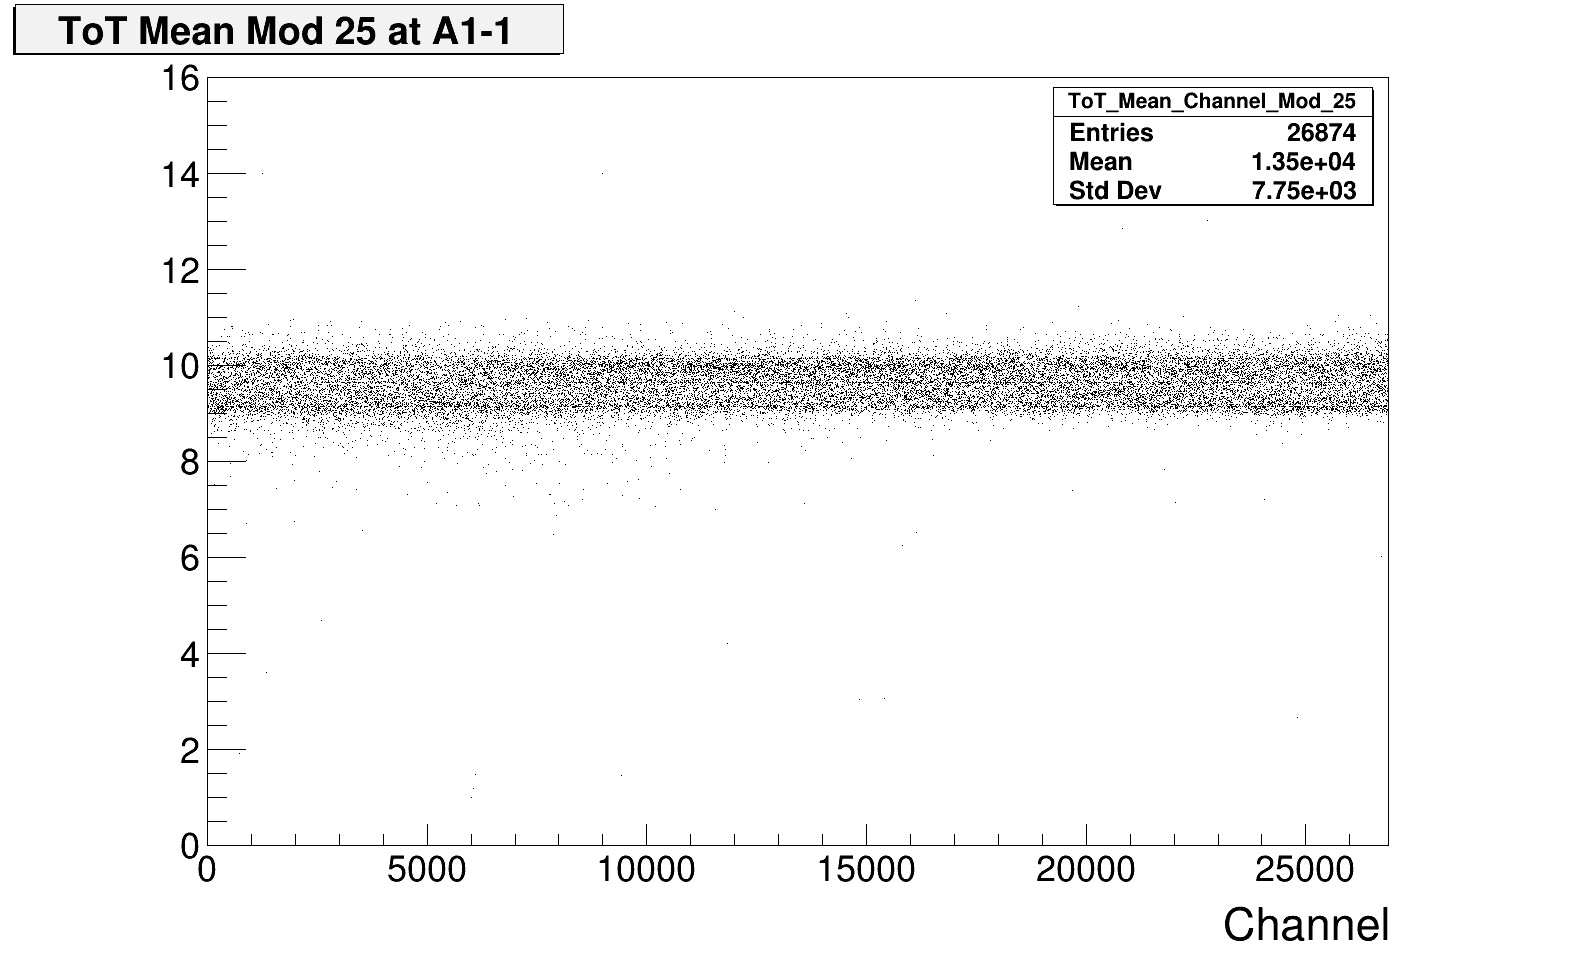 ToT Mean Mod 25 at A1-1
ToT_Mean_Channel_Mod_25
Entries 26874
Mean 1.35e+04
Std Dev 7.75e+03
16
14
12
10
8
6
4
2
0
0 5000 10000 15000 20000 25000
Channel